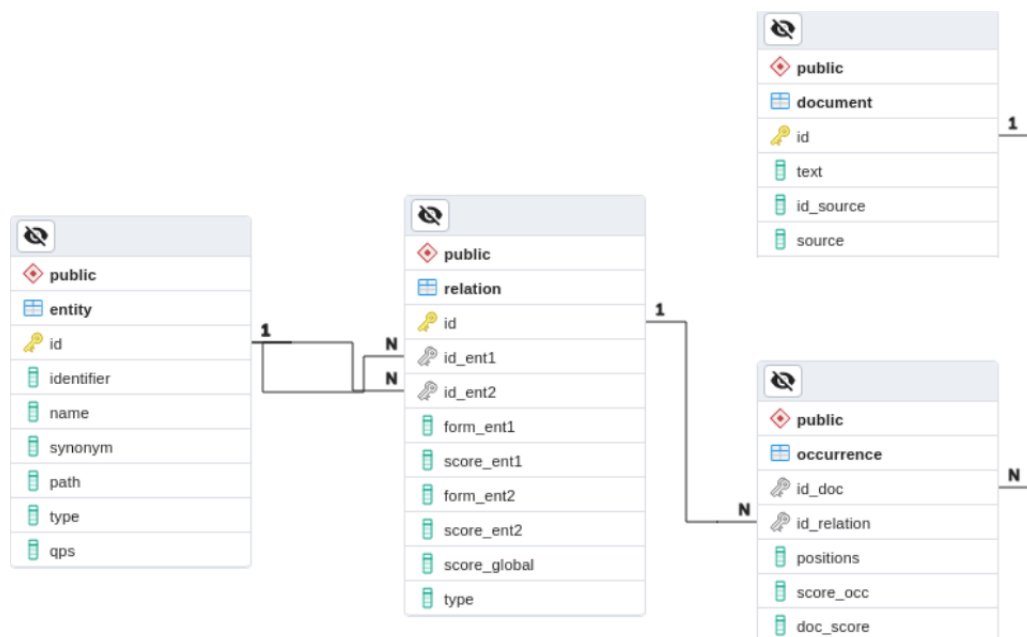 public
entity
id
identifier
name
synonym
path
type
qps
1
N
N
public
relation
id
id_ent1
id_ent2
form_ent1
score_ent1
form_ent2
score_ent2
score_global
type
1
N
public
document
id
text
id_source
source
1
public
occurrence
id_doc
id_relation
positions
score_occ
doc_score
N